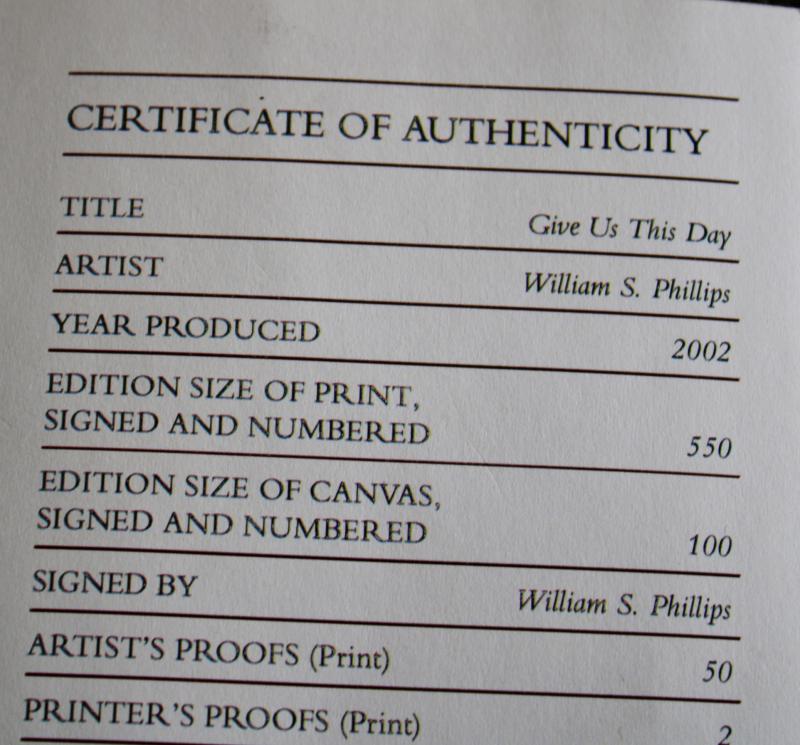 CERTIFICATE OF AUTHENTICITY
TITLE Give Us This Day
ARTIST William S. Phillips
YEAR PRODUCED 2002
EDITION SIZE OF PRINT,
SIGNED AND NUMBERED 550
EDITION SIZE OF CANVAS,
SIGNED AND NUMBERED 100
SIGNED BY William S. Phillips
ARTIST'S PROOFS (Print) 50
PRINTER'S PROOFS (Print) 2